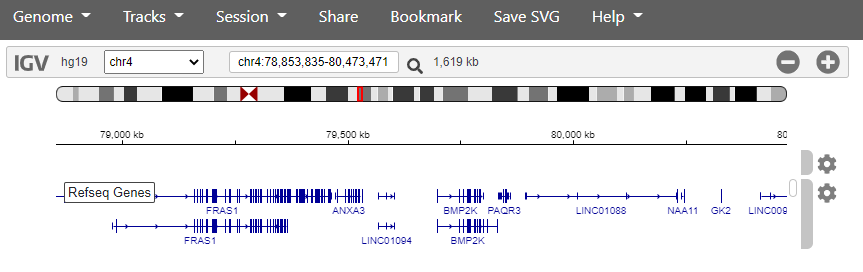 Genome Tracks Session Share Bookmark Save SVG Help
IGV hg19 chr4 chr4:78,853,835-80,473,471 1,619 kb
79,000 kb 79,500 kb 80,000 kb 80
Refseq Genes
FRAS1 ANXA3 BMP2K PAQR3 LINC01088 NAA11 GK2 LINC009
FRAS1 LINC01094 BMP2K